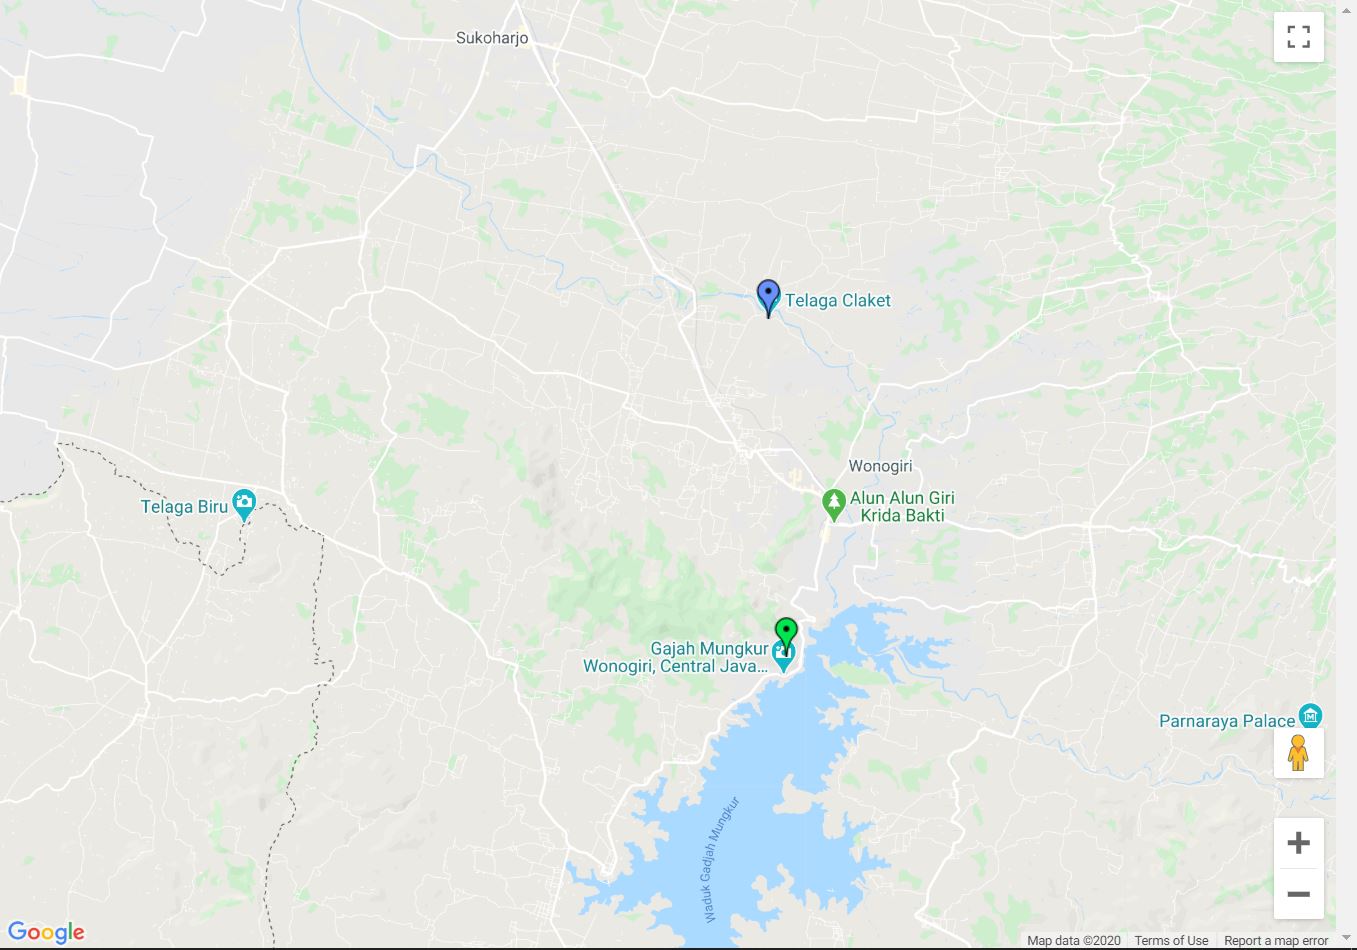 Sukoharjo
Telaga Claket
Wonogiri
Alun Alun Giri
Krida Bakti
Telaga Biru
Gajah Mungkur
Wonogiri, Central Java...
Parnaraya Palace
Waduk Gadjah Mungkur
Google
Map data ©2020 Terms of Use Report a map error